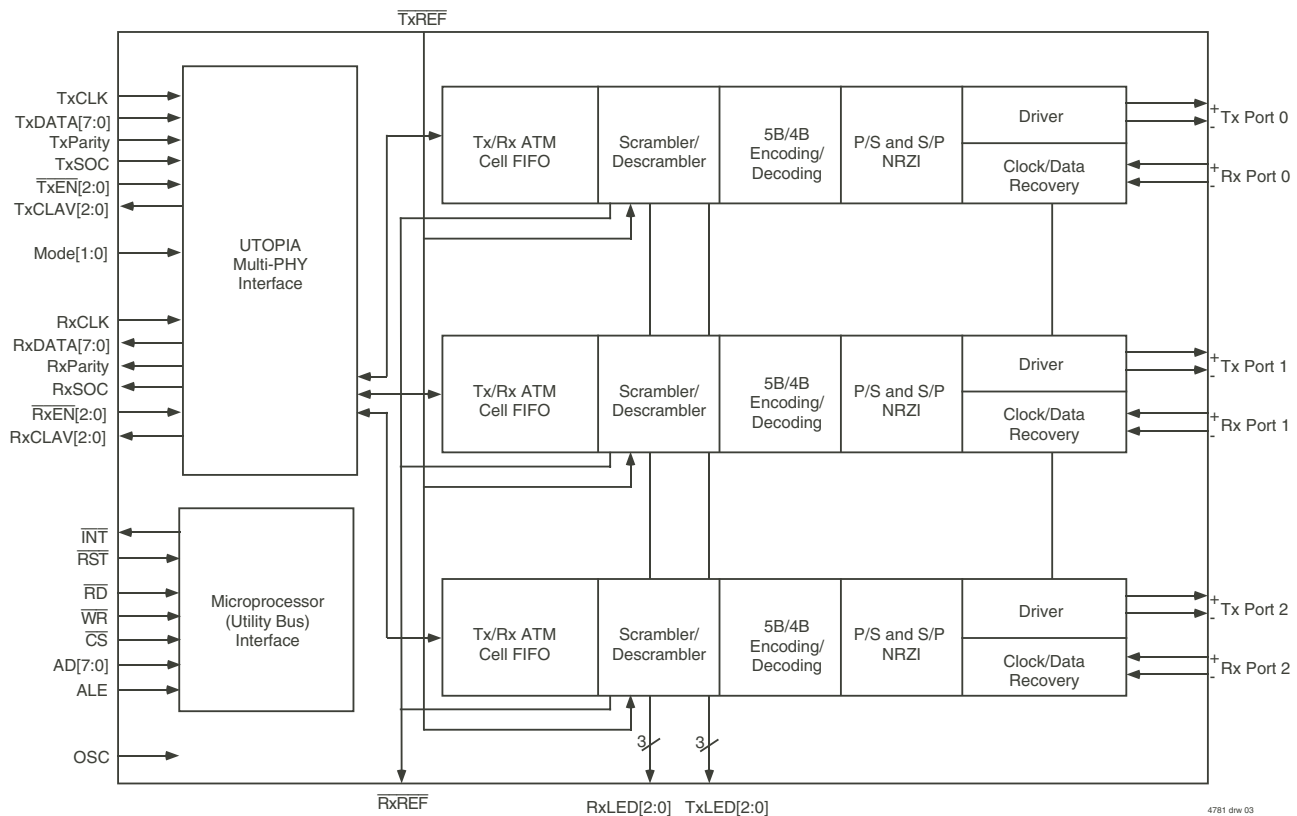 TxREF
TxCLK
TxDATA[7:0]
TxParity
TxSOC
TxEN[2:0]
TxCLAV[2:0]
Mode[1:0]
RxCLK
RxDATA[7:0]
RxParity
RxSOC
RxEN[2:0]
RxCLAV[2:0]
UTOPIA
Multi-PHY
Interface
INT
RST
RD
WR
CS
AD[7:0]
ALE
OSC
Microprocessor
(Utility Bus)
Interface
Tx/Rx ATM
Cell FIFO
Scrambler/
Descrambler
5B/4B
Encoding/
Decoding
P/S and S/P
NRZI
Driver
Clock/Data
Recovery
+
-
Tx Port 0
+
-
Rx Port 0
Tx/Rx ATM
Cell FIFO
Scrambler/
Descrambler
5B/4B
Encoding/
Decoding
P/S and S/P
NRZI
Driver
Clock/Data
Recovery
+
-
Tx Port 1
+
-
Rx Port 1
Tx/Rx ATM
Cell FIFO
Scrambler/
Descrambler
5B/4B
Encoding/
Decoding
P/S and S/P
NRZI
Driver
Clock/Data
Recovery
+
-
Tx Port 2
+
-
Rx Port 2
3
3
RxREF
RxLED[2:0]
TxLED[2:0]
4781 drw 03